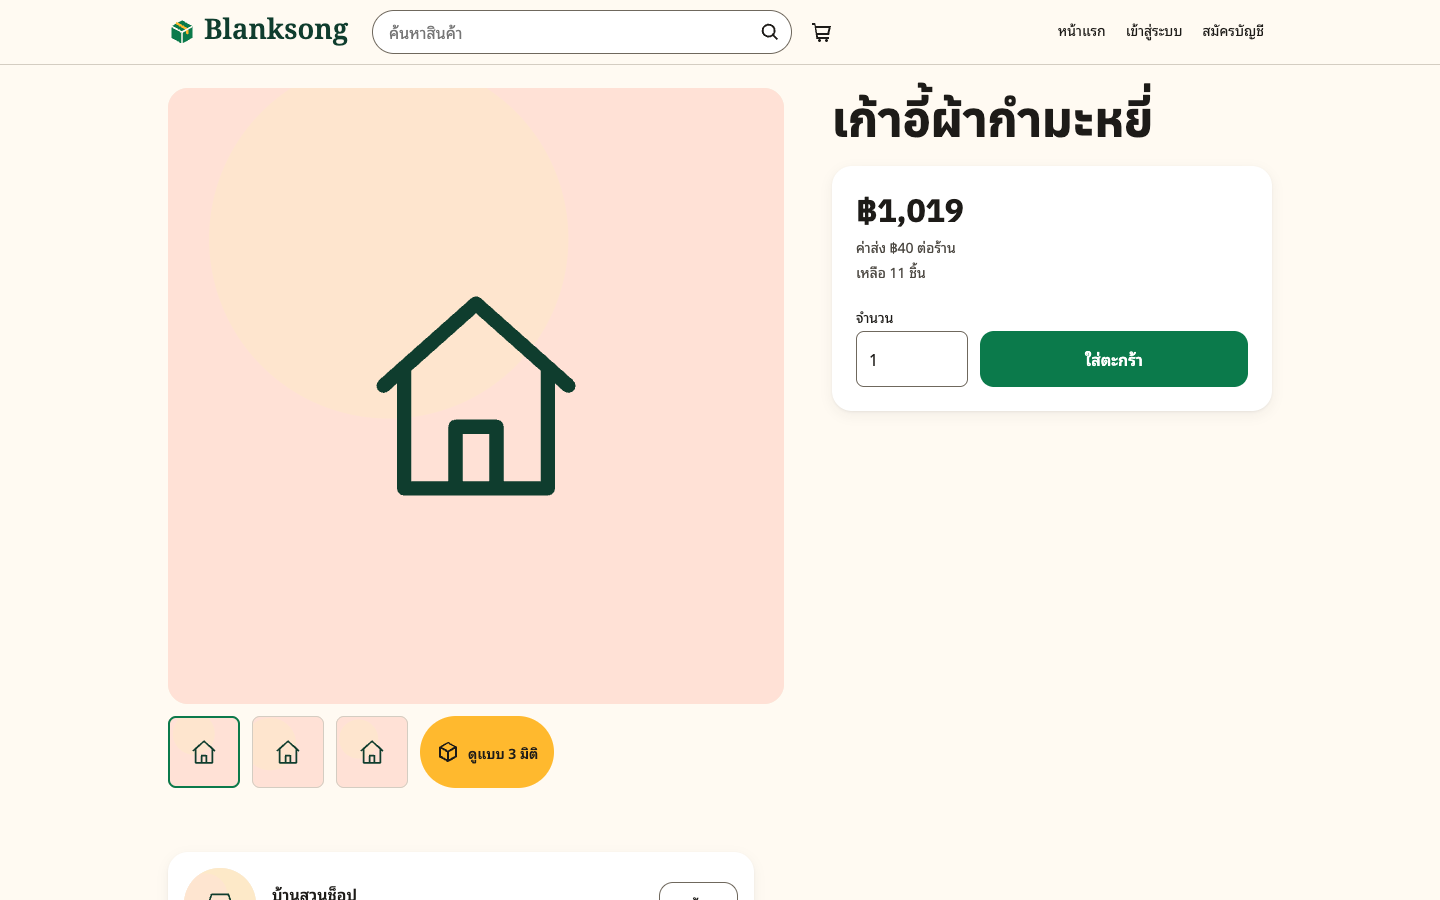 Blanksong
ค้นหาสินค้า
หน้าแรก เข้าสู่ระบบ สมัครบัญชี
เก้าอี้ผ้ากำมะหยี่
฿1,019
ค่าส่ง ฿40 ต่อร้าน
เหลือ 11 ชิ้น
จำนวน
1
ใส่ตะกร้า
ดูแบบ 3 มิติ
บ้านสวนช็อป